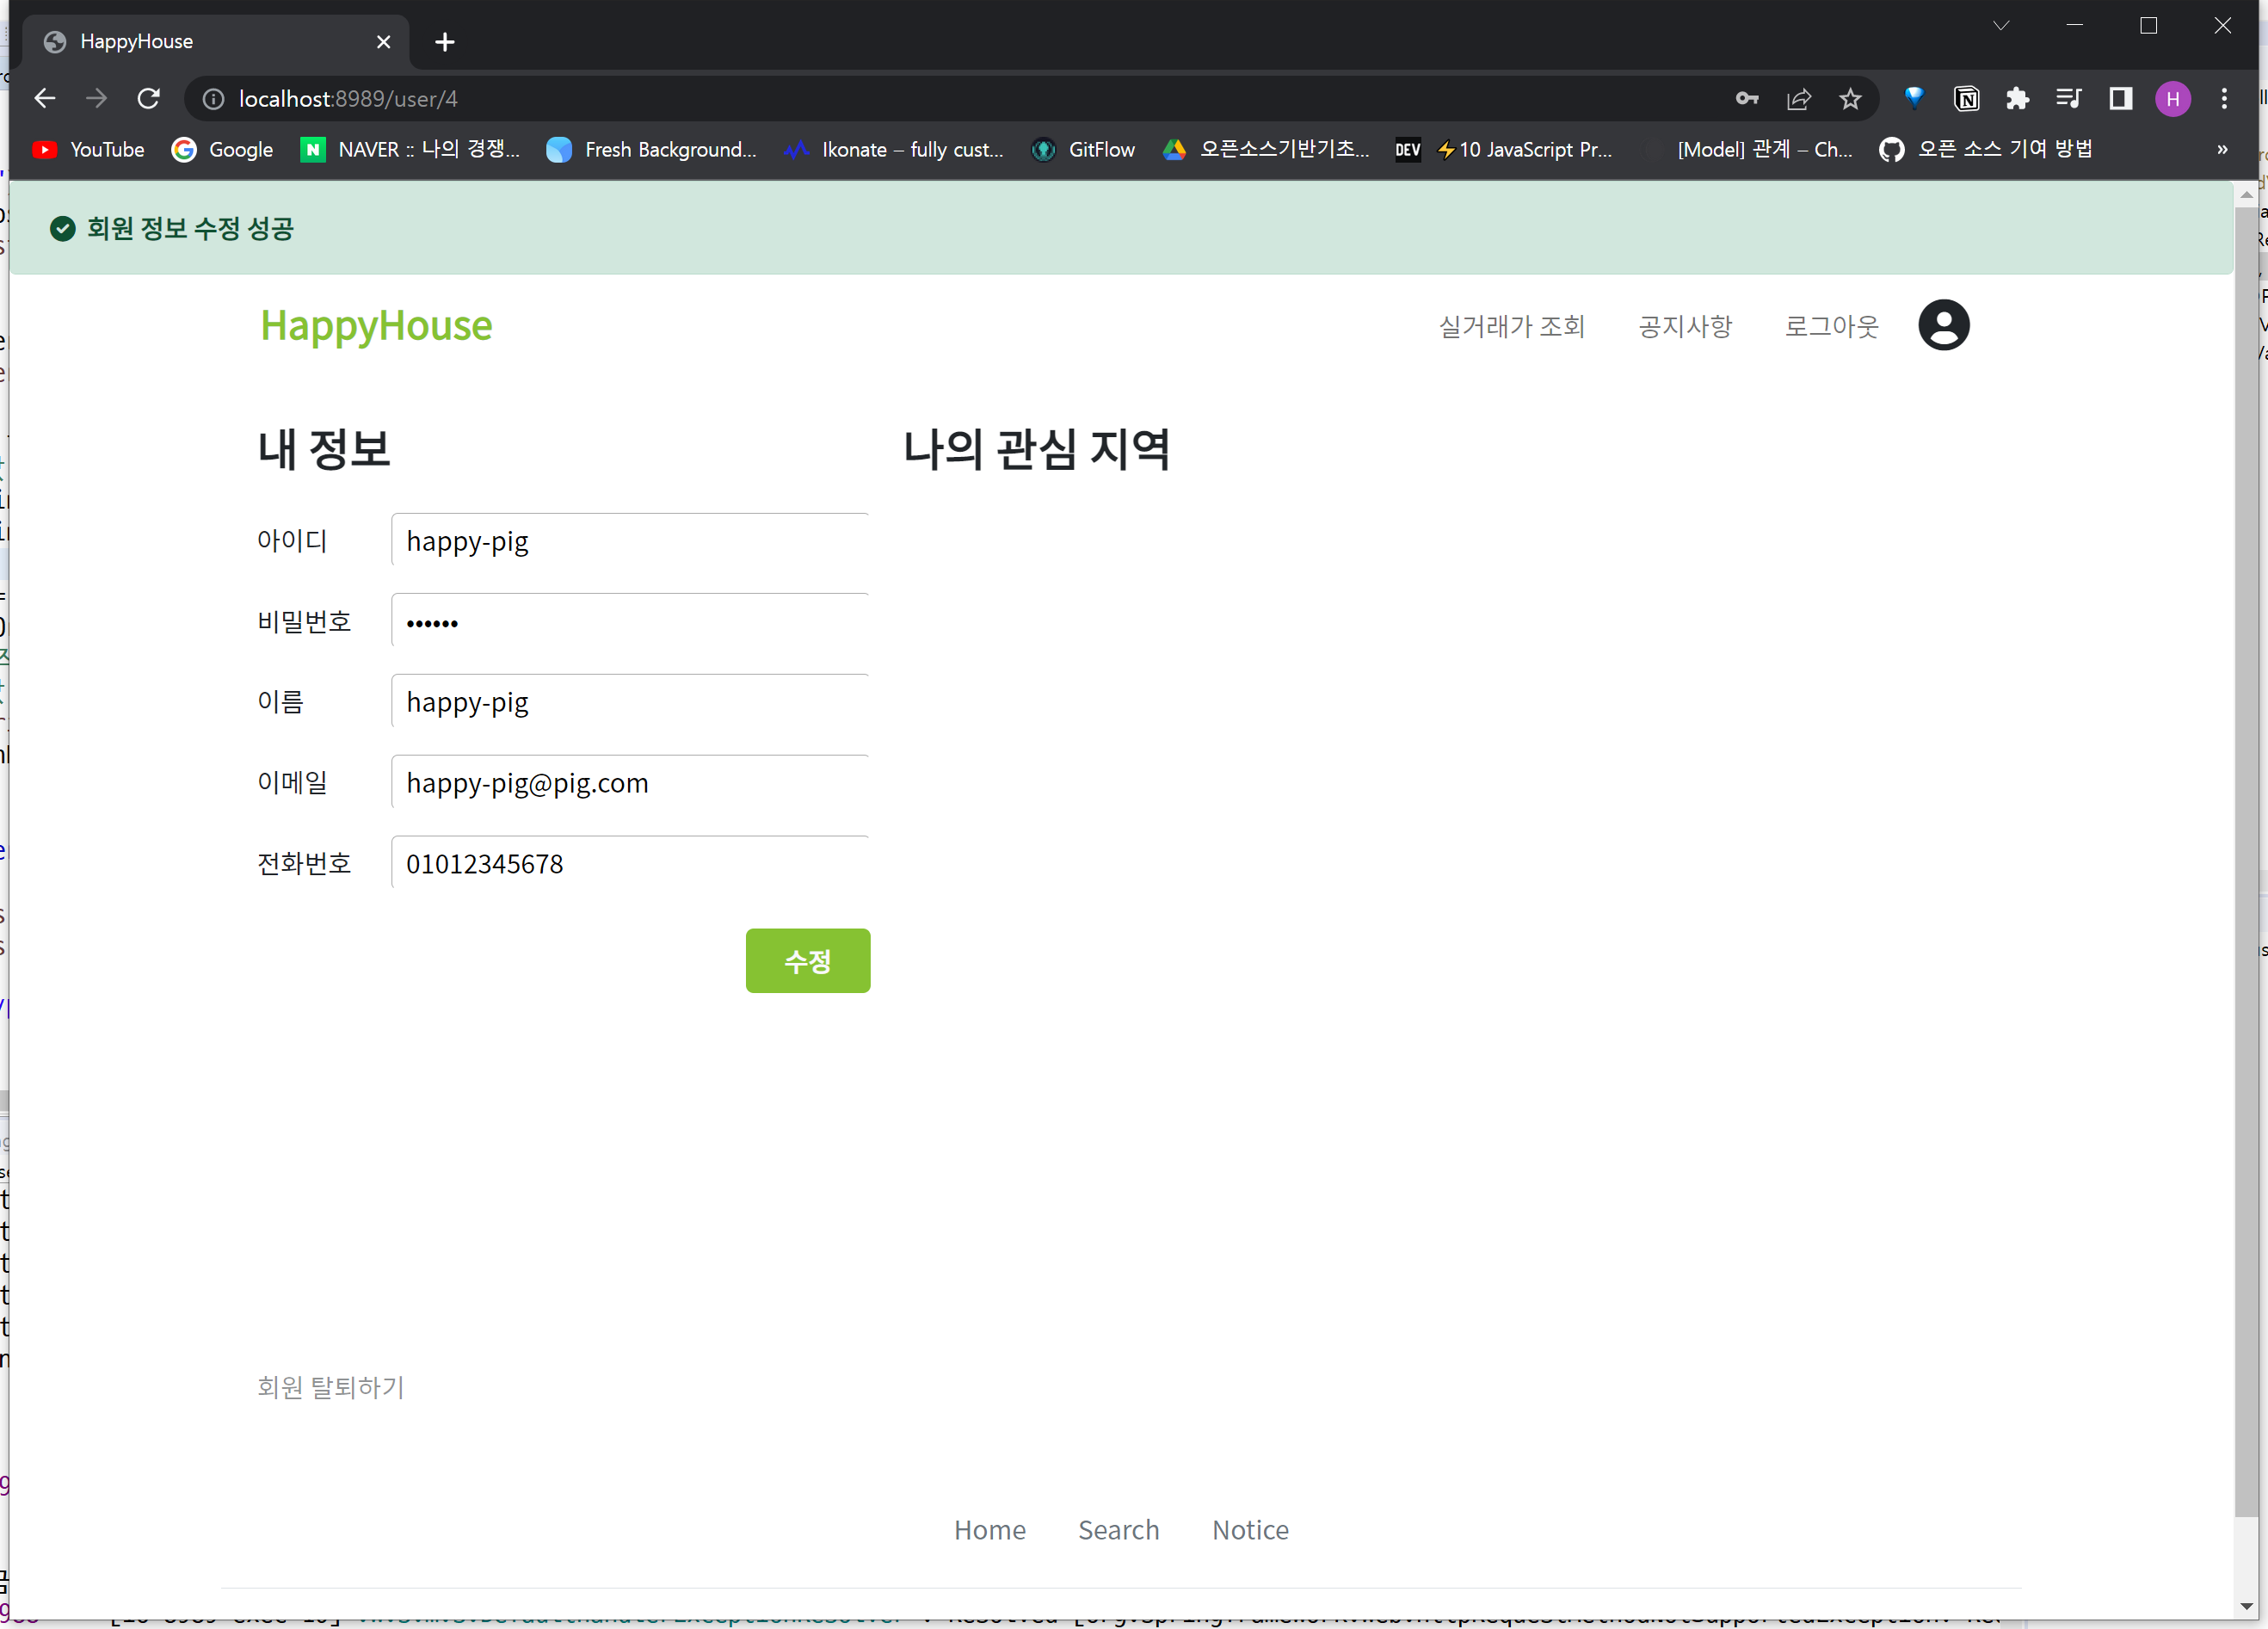 HappyHouse
localhost:8989/user/4
H
YouTube Google NAVER :: 나의 경쟁... Fresh Background... Ikonate – fully cust... GitFlow 오픈소스기반기초... DEV ⚡10 JavaScript Pr... [Model] 관계 – Ch... 오픈 소스 기여 방법 »
회원 정보 수정 성공
HappyHouse 실거래가 조회 공지사항 로그아웃
내 정보 나의 관심 지역
아이디 happy-pig
비밀번호 ••••••
이름 happy-pig
이메일 happy-pig@pig.com
전화번호 01012345678
수정
회원 탈퇴하기
Home Search Notice